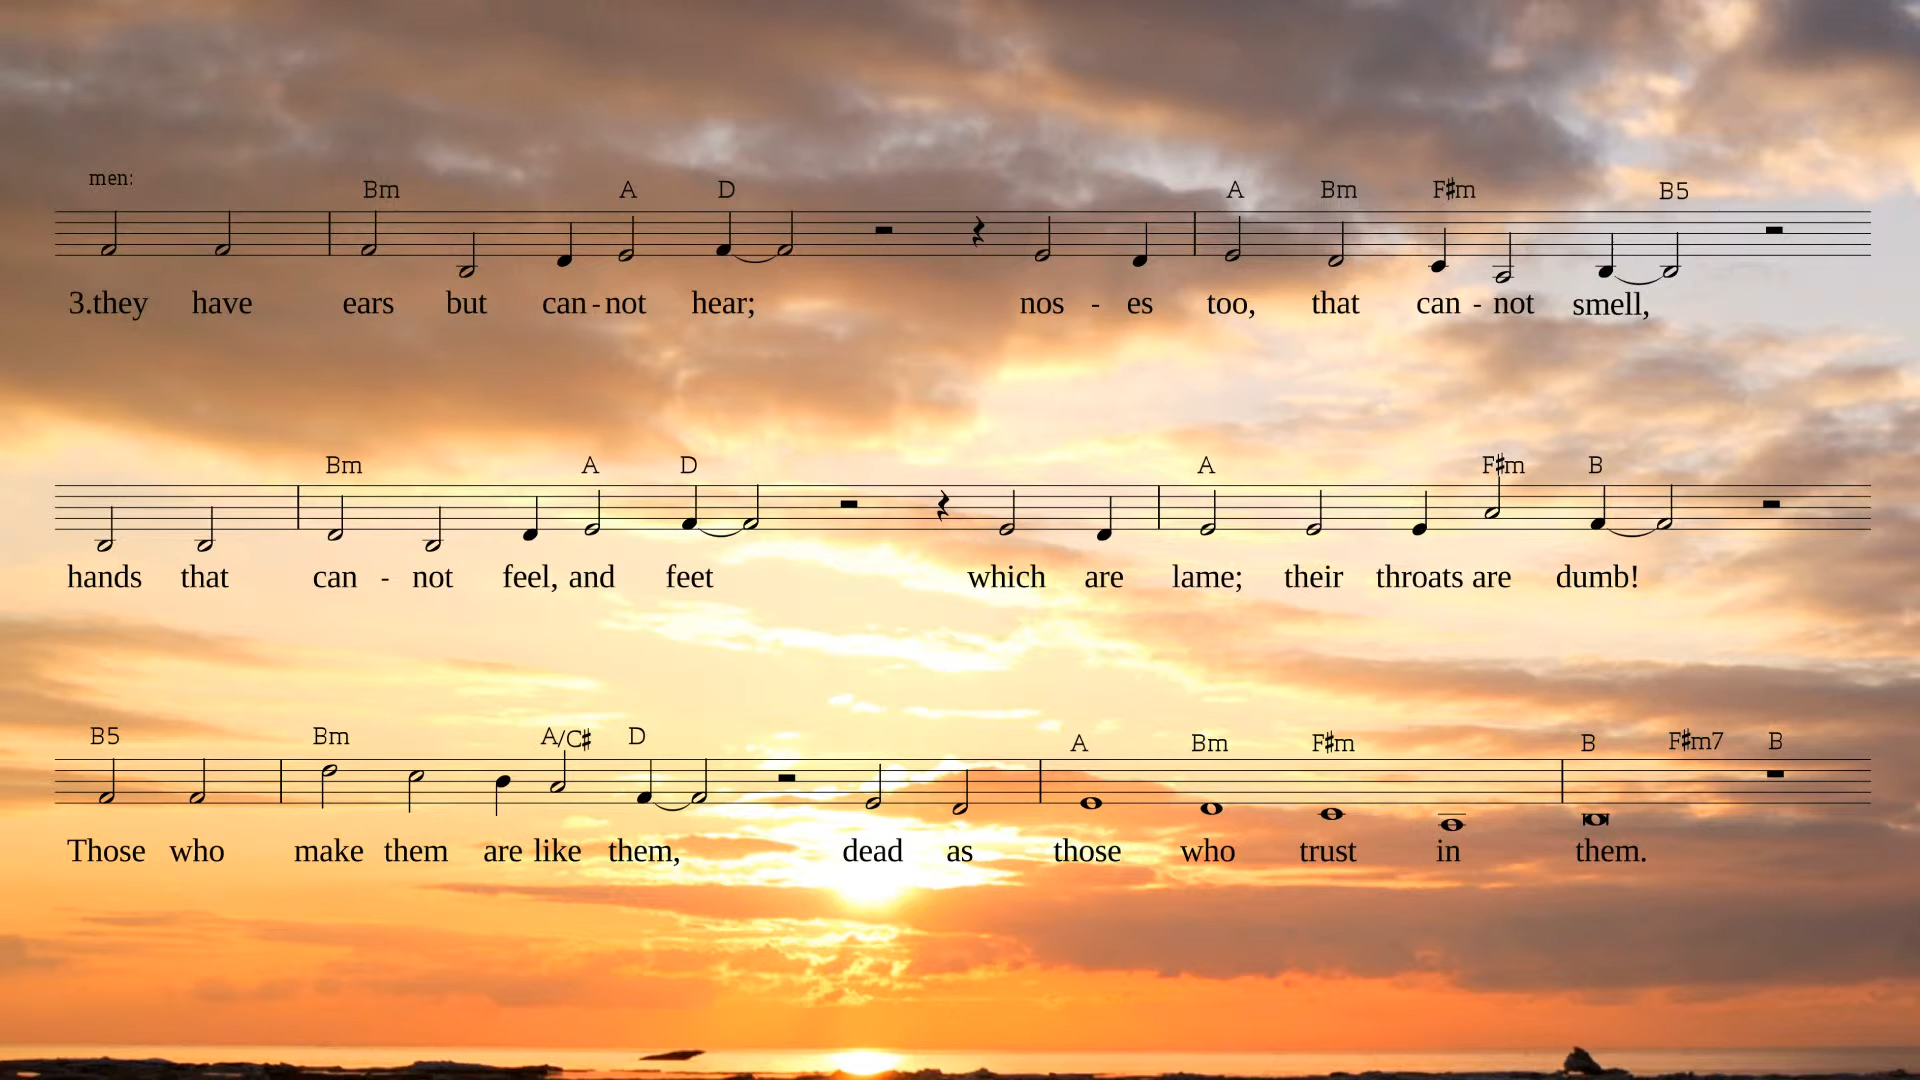 men:
Bm A D A Bm F#m B5
3.they have ears but can - not hear; nos - es too, that can - not smell,
Bm A D A F#m B
hands that can - not feel, and feet which are lame; their throats are dumb!
B5 Bm A/C# D A Bm F#m B F#m7 B
Those who make them are like them, dead as those who trust in them.